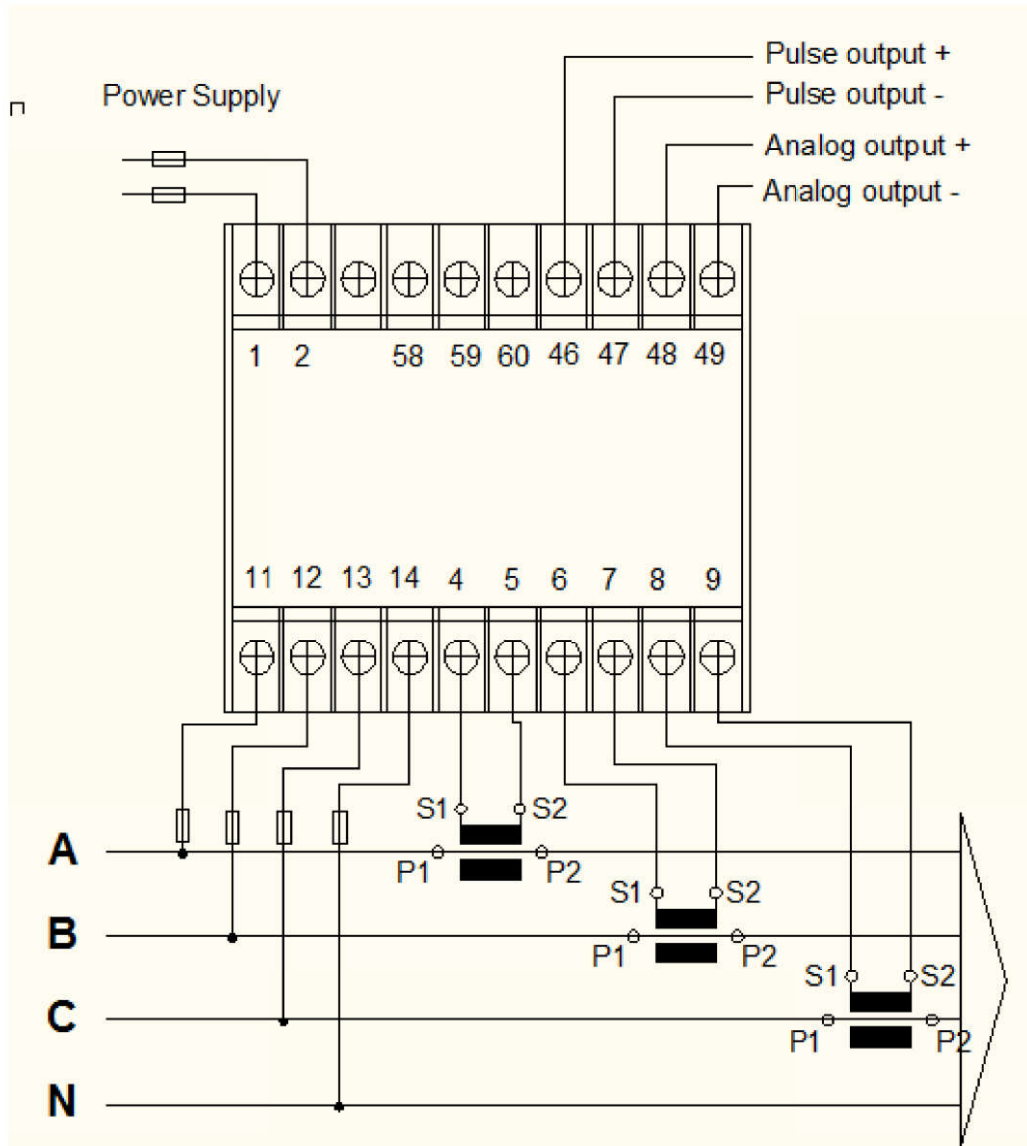 Pulse output +
Power Supply
Pulse output -
Analog output +
Analog output -
1 2 58 59 60 46 47 48 49
11 12 13 14 4 5 6 7 8 9
S1 S2
A
P1 P2
S1 S2
B
P1 P2
S1 S2
C
P1 P2
N